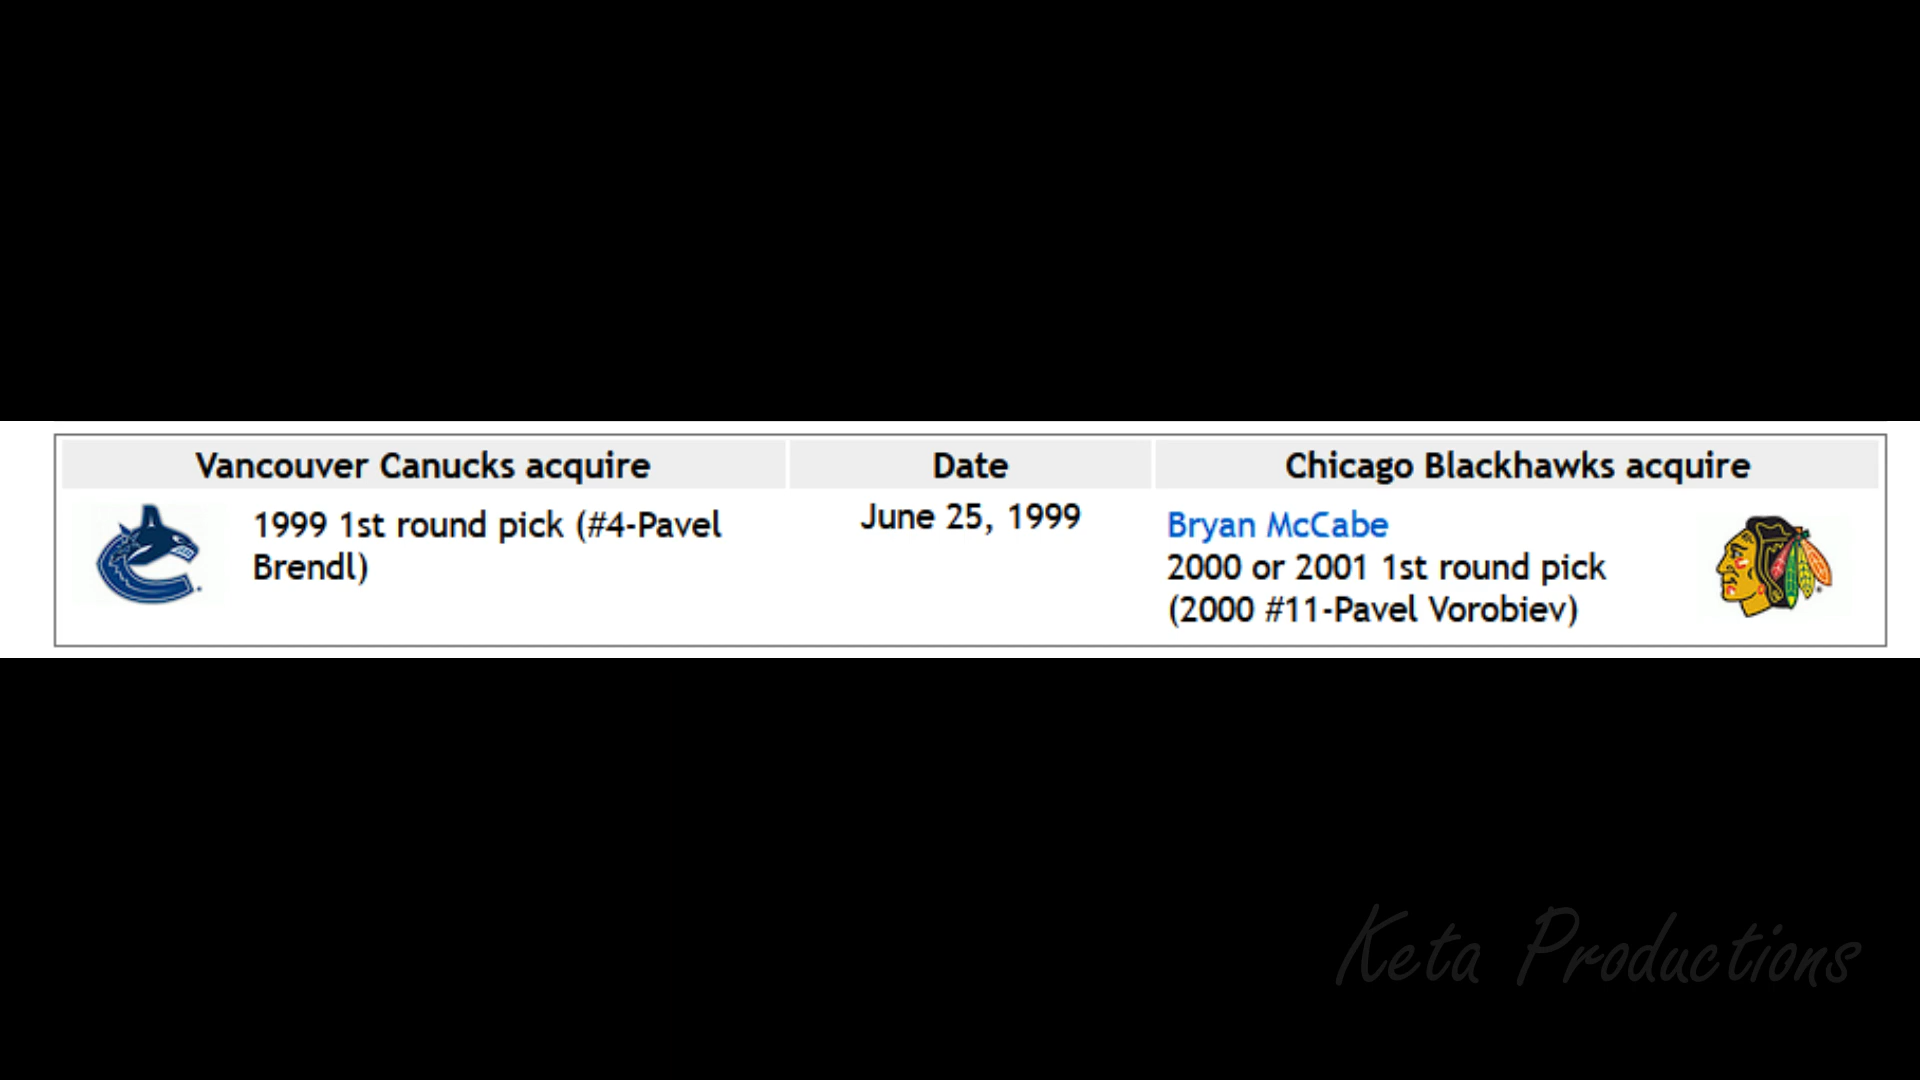 Vancouver Canucks acquire
Date
Chicago Blackhawks acquire
1999 1st round pick (#4-Pavel
Brendl)
June 25, 1999
Bryan McCabe
2000 or 2001 1st round pick
(2000 #11-Pavel Vorobiev)
Keta Productions